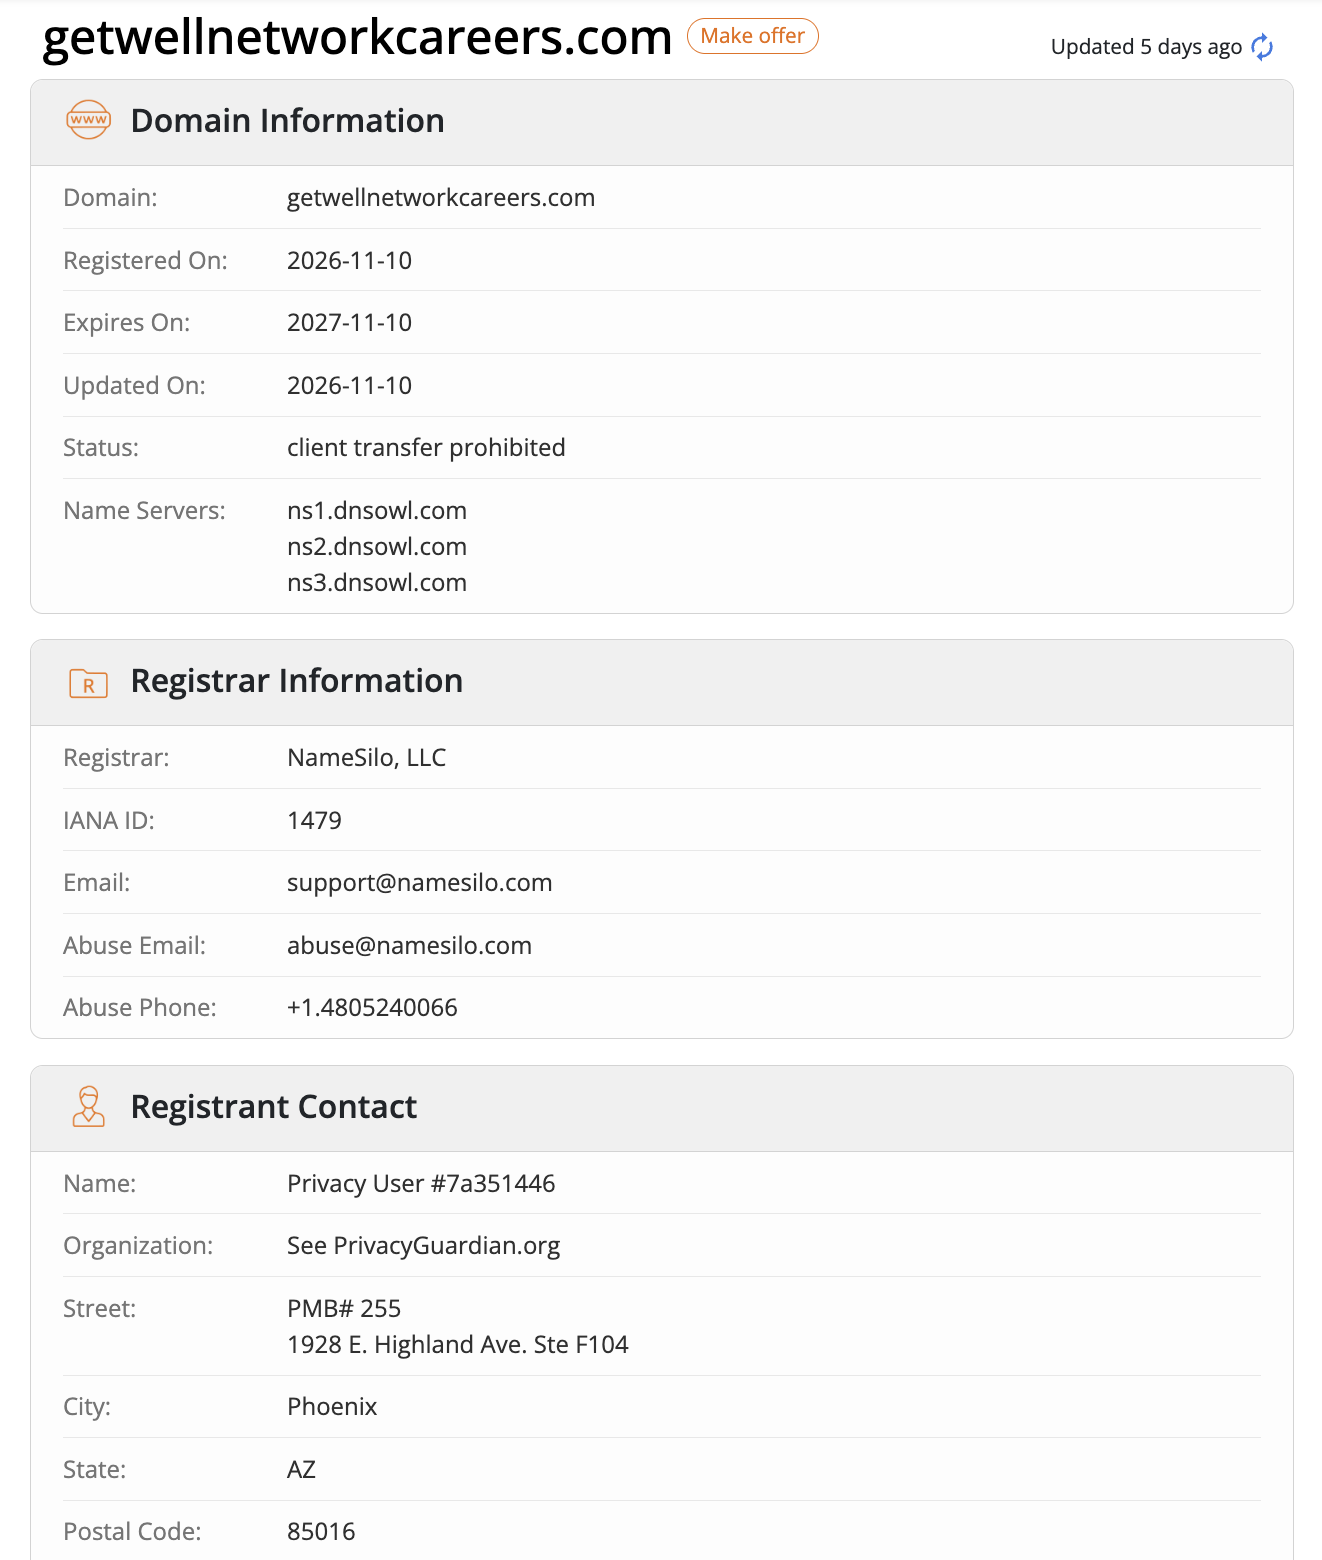 getwellnetworkcareers.com Make offer
Updated 5 days ago
www Domain Information
Domain: getwellnetworkcareers.com
Registered On: 2026-11-10
Expires On: 2027-11-10
Updated On: 2026-11-10
Status: client transfer prohibited
Name Servers: ns1.dnsowl.com
ns2.dnsowl.com
ns3.dnsowl.com
R Registrar Information
Registrar: NameSilo, LLC
IANA ID: 1479
Email: support@namesilo.com
Abuse Email: abuse@namesilo.com
Abuse Phone: +1.4805240066
Registrant Contact
Name: Privacy User #7a351446
Organization: See PrivacyGuardian.org
Street: PMB# 255
1928 E. Highland Ave. Ste F104
City: Phoenix
State: AZ
Postal Code: 85016